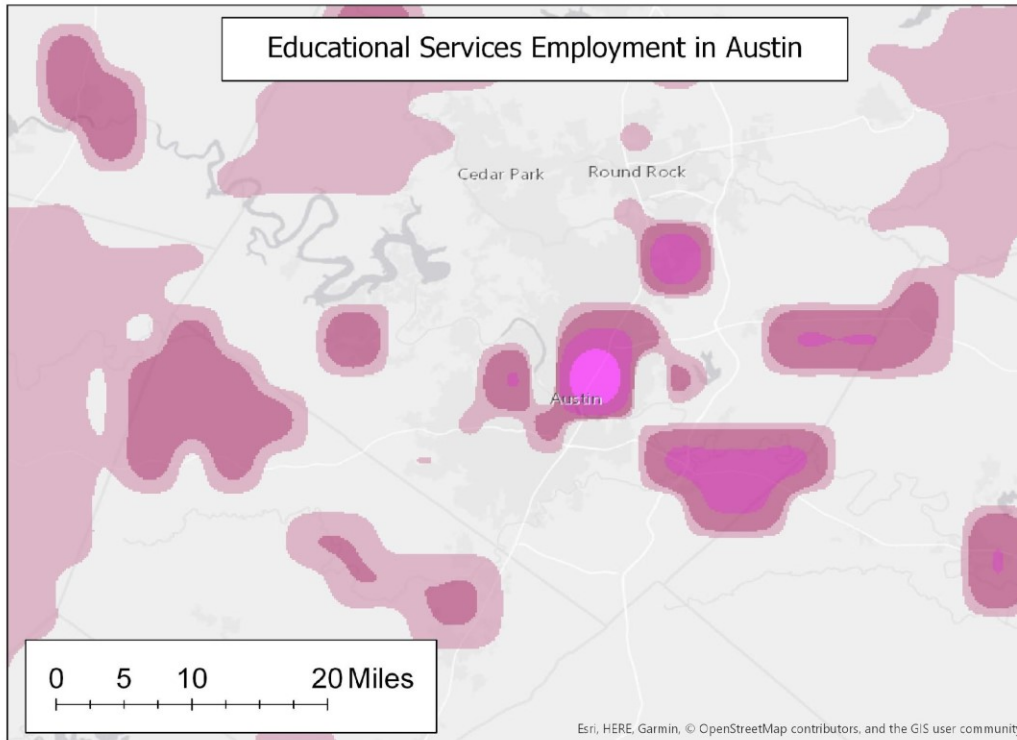 Educational Services Employment in Austin
Cedar Park
Round Rock
Austin
0 5 10 20 Miles
Esri, HERE, Garmin, © OpenStreetMap contributors, and the GIS user community